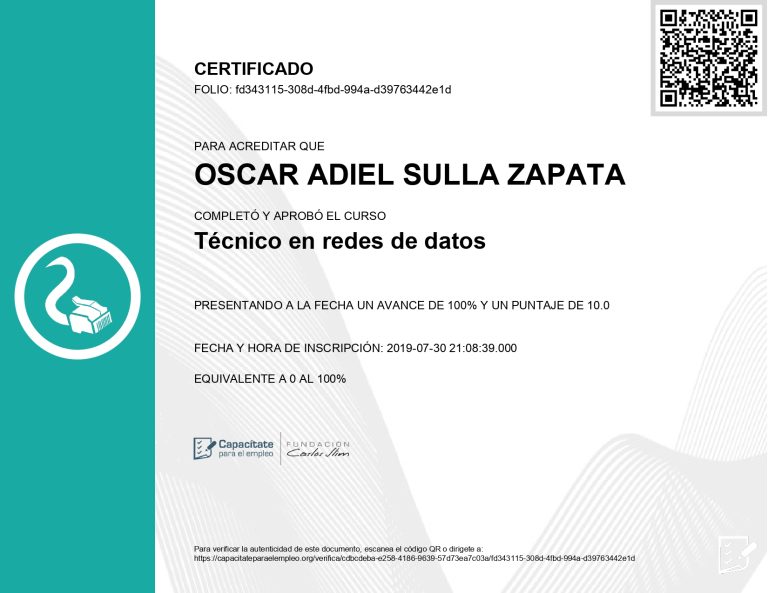 CERTIFICADO
FOLIO: fd343115-308d-4fbd-994a-d39763442e1d
PARA ACREDITAR QUE
OSCAR ADIEL SULLA ZAPATA
COMPLETÓ Y APROBÓ EL CURSO
Técnico en redes de datos
PRESENTANDO A LA FECHA UN AVANCE DE 100% Y UN PUNTAJE DE 10.0
FECHA Y HORA DE INSCRIPCIÓN: 2019-07-30 21:08:39.000
EQUIVALENTE A 0 AL 100%
Capacítate para el empleo
FUNDACIÓN Carlos Slim
Para verificar la autenticidad de este documento, escanea el código QR o dirigete a:
https://capacitateparaelempleo.org/verifica/cdbcdeba-e258-4186-9639-57d73ea7c03a/fd343115-308d-4fbd-994a-d39763442e1d